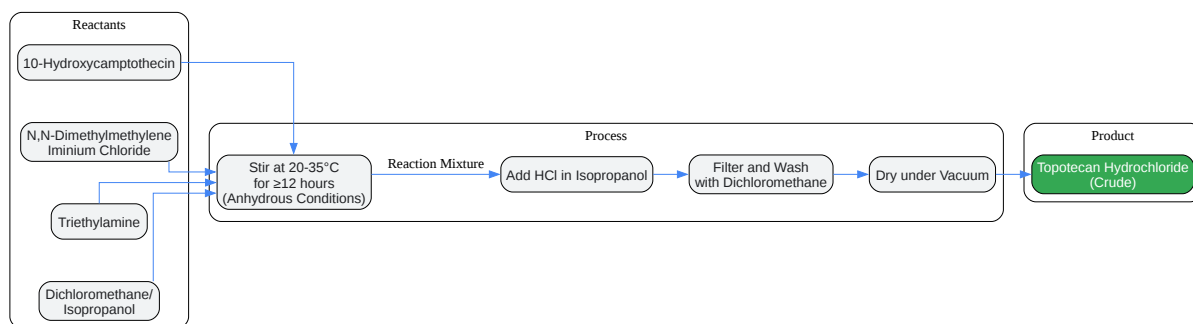 Reactants
10-Hydroxycamptothecin
N,N-Dimethylmethylene
Iminium Chloride
Triethylamine
Dichloromethane/
Isopropanol
Process
Stir at 20-35°C
for ≥12 hours
(Anhydrous Conditions)
Reaction Mixture
Add HCl in Isopropanol
Filter and Wash
with Dichloromethane
Dry under Vacuum
Product
Topotecan Hydrochloride
(Crude)